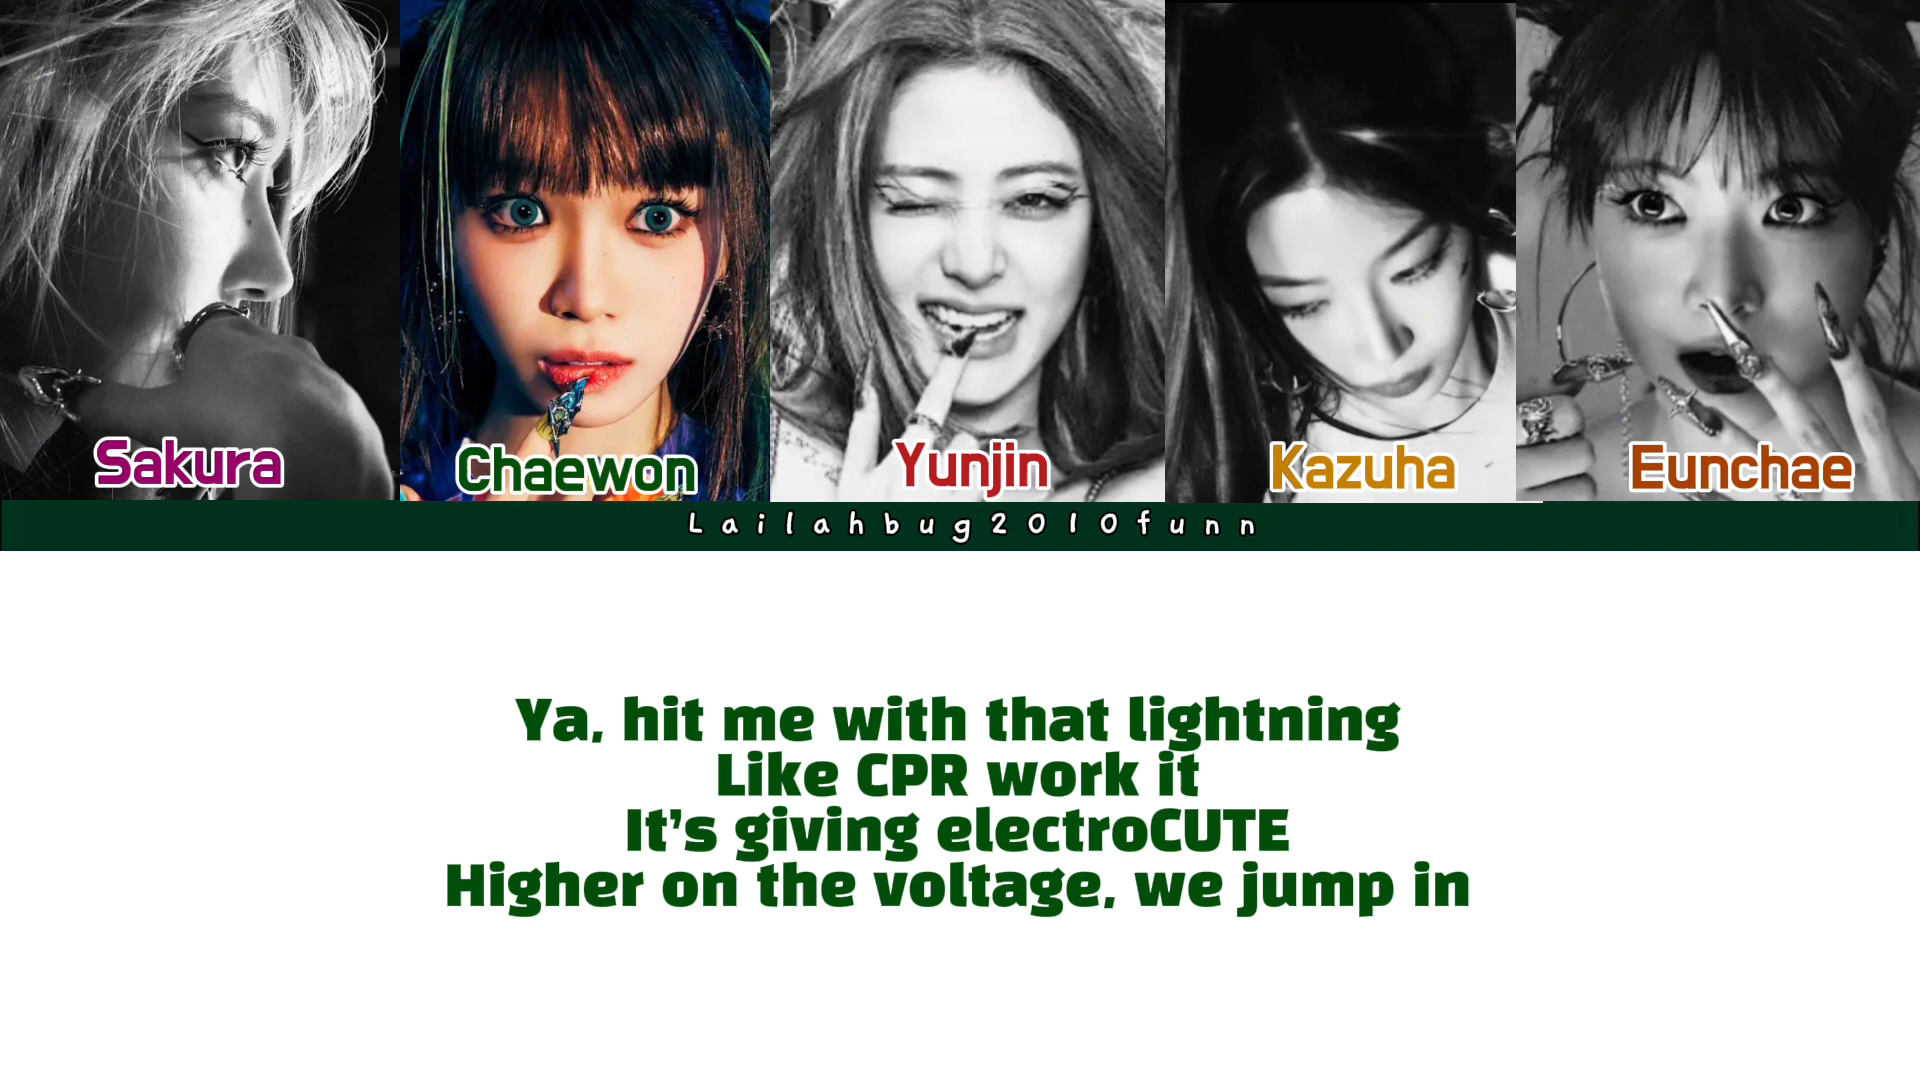 Sakura
Chaewon
Yunjin
Kazuha
Eunchae
Lailahbug2010funn
Ya, hit me with that lightning
Like CPR work it
It's giving electroCUTE
Higher on the voltage, we jump in